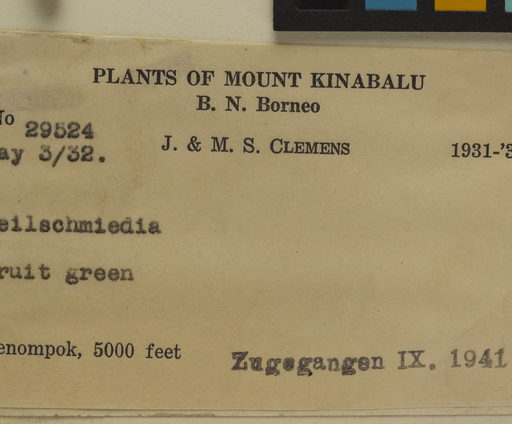 PLANTS OF MOUNT KINABALU
B. N. Borneo
No 29524
ay 3/32.
J. & M. S. CLEMENS 1931-'3
eilschmiedia
ruit green
enompok, 5000 feet
Zugegangen IX. 1941